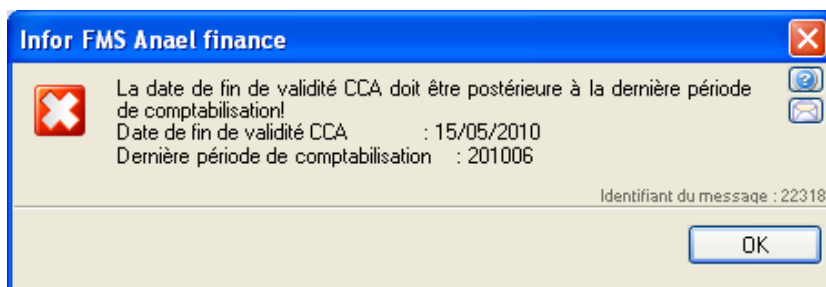 Infor FMS Anael finance
La date de fin de validité CCA doit être postérieure à la dernière période
de comptabilisation!
Date de fin de validité CCA : 15/05/2010
Dernière période de comptabilisation : 201006
Identifiant du message : 22318
OK